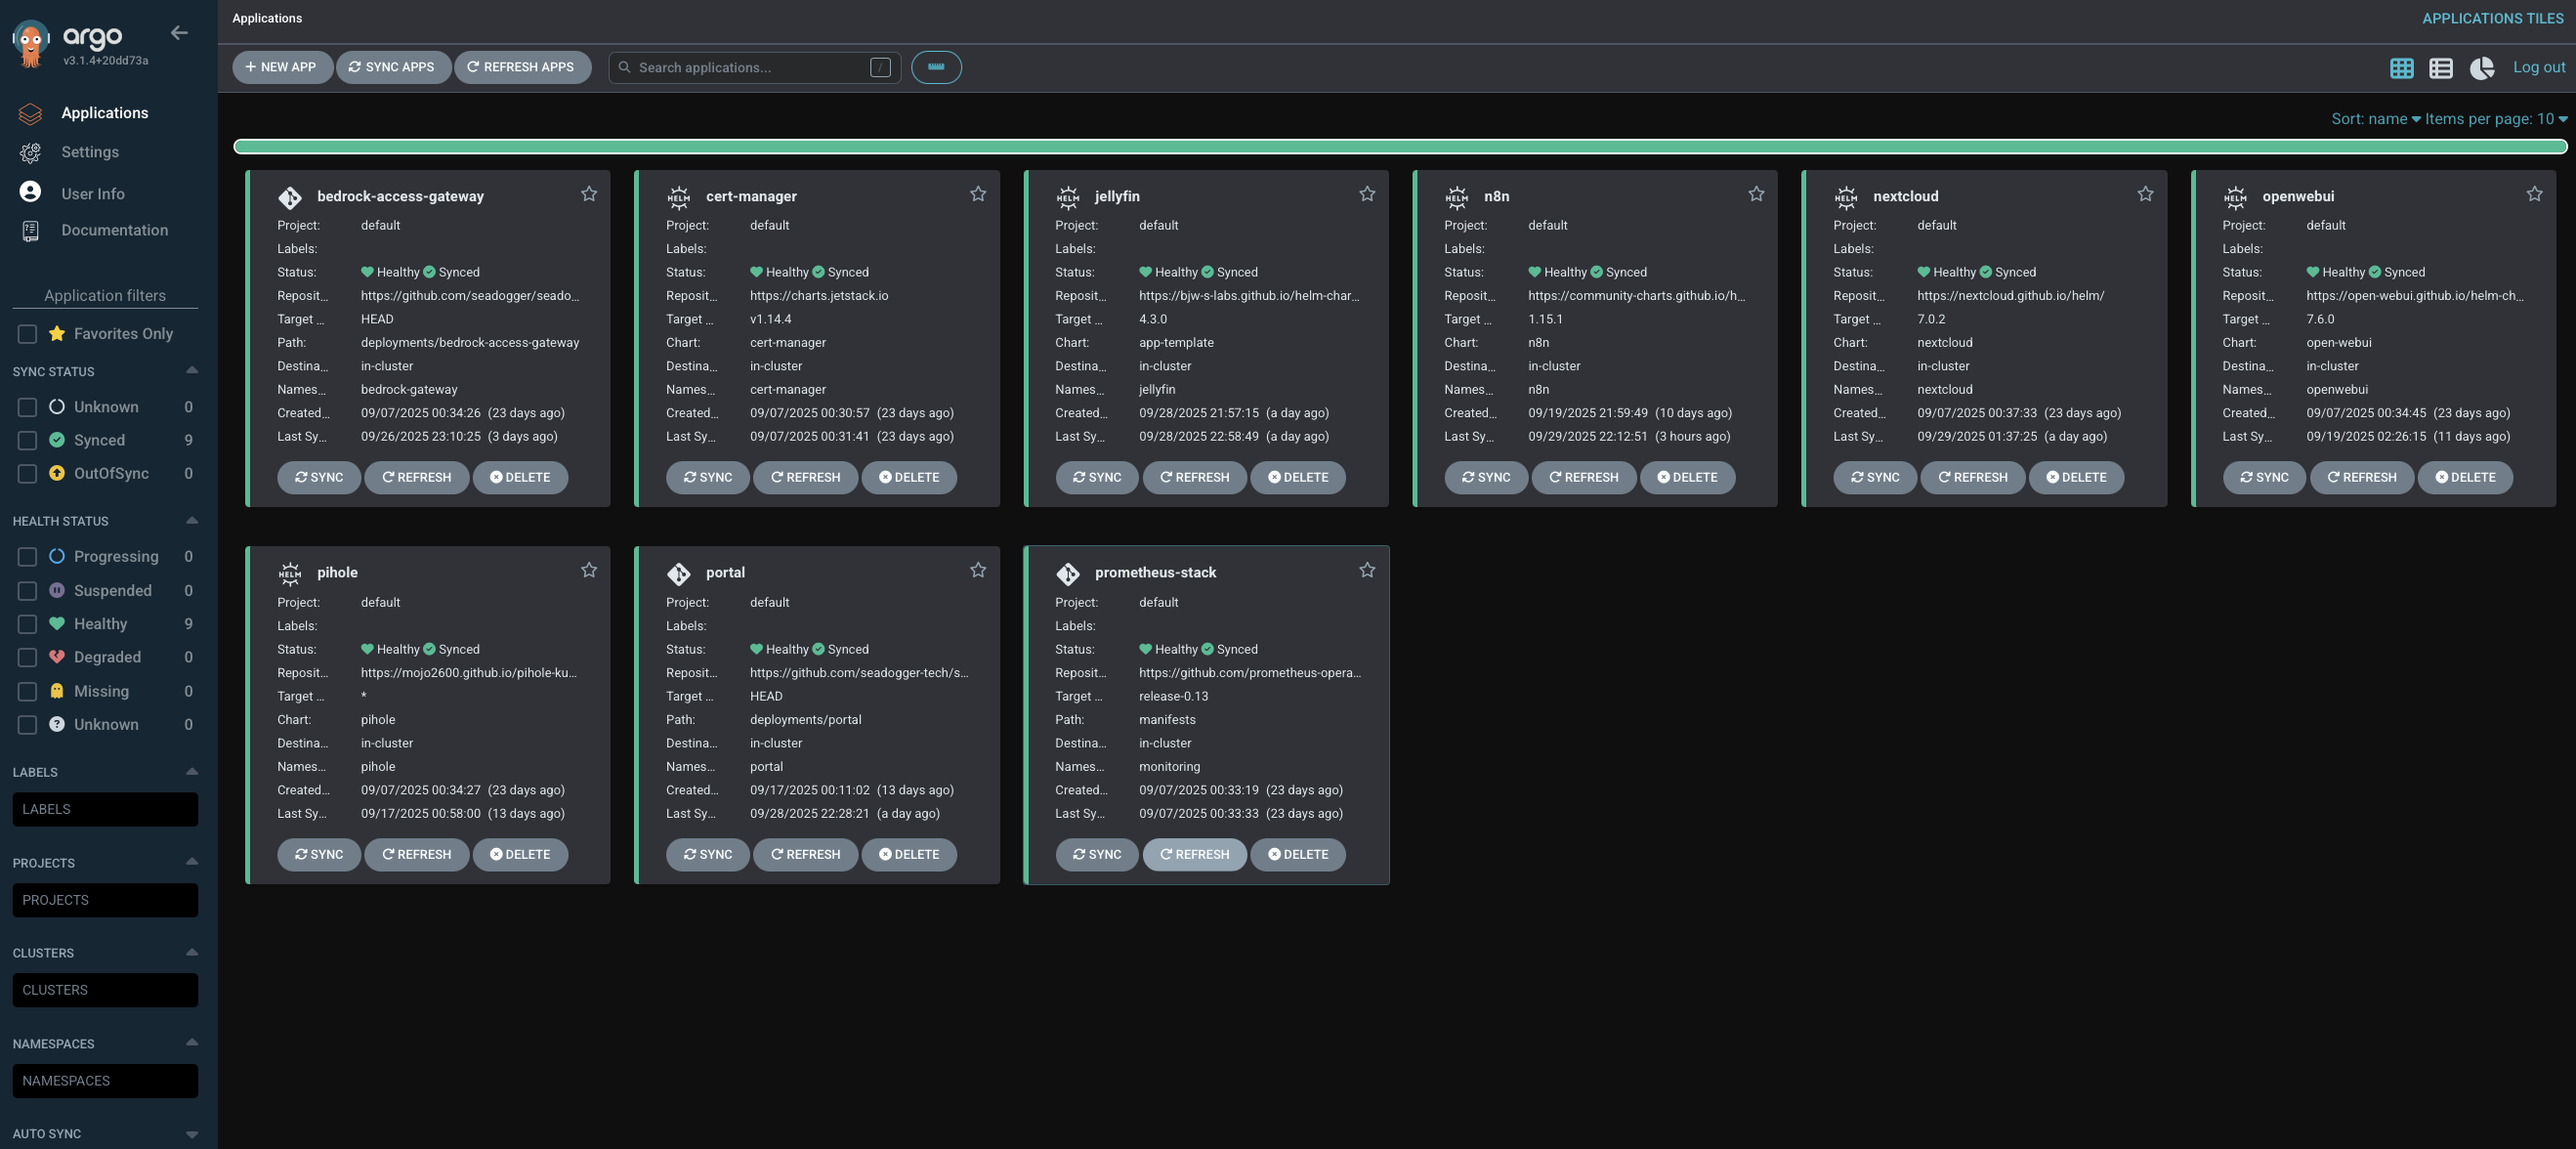 argo
v3.1.4+20dd73a
Applications
Settings
User Info
Documentation
Application filters
Favorites Only
SYNC STATUS
Unknown 0
Synced 9
OutOfSync 0
HEALTH STATUS
Progressing 0
Suspended 0
Healthy 9
Degraded 0
Missing 0
Unknown 0
LABELS
LABELS
PROJECTS
PROJECTS
CLUSTERS
CLUSTERS
NAMESPACES
NAMESPACES
AUTO SYNC
Applications APPLICATIONS TILES
NEW APP SYNC APPS REFRESH APPS Search applications... / Log out
Sort: name Items per page: 10
bedrock-access-gateway
Project: default
Labels:
Status: Healthy Synced
Reposit... https://github.com/seadogger/seado...
Target ... HEAD
Path: deployments/bedrock-access-gateway
Destina... in-cluster
Names... bedrock-gateway
Created... 09/07/2025 00:34:26 (23 days ago)
Last Sy... 09/26/2025 23:10:25 (3 days ago)
SYNC REFRESH DELETE
HELM
cert-manager
Project: default
Labels:
Status: Healthy Synced
Reposit... https://charts.jetstack.io
Target ... v1.14.4
Chart: cert-manager
Destina... in-cluster
Names... cert-manager
Created... 09/07/2025 00:30:57 (23 days ago)
Last Sy... 09/07/2025 00:31:41 (23 days ago)
SYNC REFRESH DELETE
HELM
jellyfin
Project: default
Labels:
Status: Healthy Synced
Reposit... https://bjw-s-labs.github.io/helm-char...
Target ... 4.3.0
Chart: app-template
Destina... in-cluster
Names... jellyfin
Created... 09/28/2025 21:57:15 (a day ago)
Last Sy... 09/28/2025 22:58:49 (a day ago)
SYNC REFRESH DELETE
HELM
n8n
Project: default
Labels:
Status: Healthy Synced
Reposit... https://community-charts.github.io/h...
Target ... 1.15.1
Chart: n8n
Destina... in-cluster
Names... n8n
Created... 09/19/2025 21:59:49 (10 days ago)
Last Sy... 09/29/2025 22:12:51 (3 hours ago)
SYNC REFRESH DELETE
HELM
nextcloud
Project: default
Labels:
Status: Healthy Synced
Reposit... https://nextcloud.github.io/helm/
Target ... 7.0.2
Chart: nextcloud
Destina... in-cluster
Names... nextcloud
Created... 09/07/2025 00:37:33 (23 days ago)
Last Sy... 09/29/2025 01:37:25 (a day ago)
SYNC REFRESH DELETE
HELM
openwebui
Project: default
Labels:
Status: Healthy Synced
Reposit... https://open-webui.github.io/helm-ch...
Target ... 7.6.0
Chart: open-webui
Destina... in-cluster
Names... openwebui
Created... 09/07/2025 00:34:45 (23 days ago)
Last Sy... 09/19/2025 02:26:15 (11 days ago)
SYNC REFRESH DELETE
HELM
pihole
Project: default
Labels:
Status: Healthy Synced
Reposit... https://mojo2600.github.io/pihole-ku...
Target ... *
Chart: pihole
Destina... in-cluster
Names... pihole
Created... 09/07/2025 00:34:27 (23 days ago)
Last Sy... 09/17/2025 00:58:00 (13 days ago)
SYNC REFRESH DELETE
portal
Project: default
Labels:
Status: Healthy Synced
Reposit... https://github.com/seadogger-tech/s...
Target ... HEAD
Path: deployments/portal
Destina... in-cluster
Names... portal
Created... 09/17/2025 00:11:02 (13 days ago)
Last Sy... 09/28/2025 22:28:21 (a day ago)
SYNC REFRESH DELETE
prometheus-stack
Project: default
Labels:
Status: Healthy Synced
Reposit... https://github.com/prometheus-opera...
Target ... release-0.13
Path: manifests
Destina... in-cluster
Names... monitoring
Created... 09/07/2025 00:33:19 (23 days ago)
Last Sy... 09/07/2025 00:33:33 (23 days ago)
SYNC REFRESH DELETE